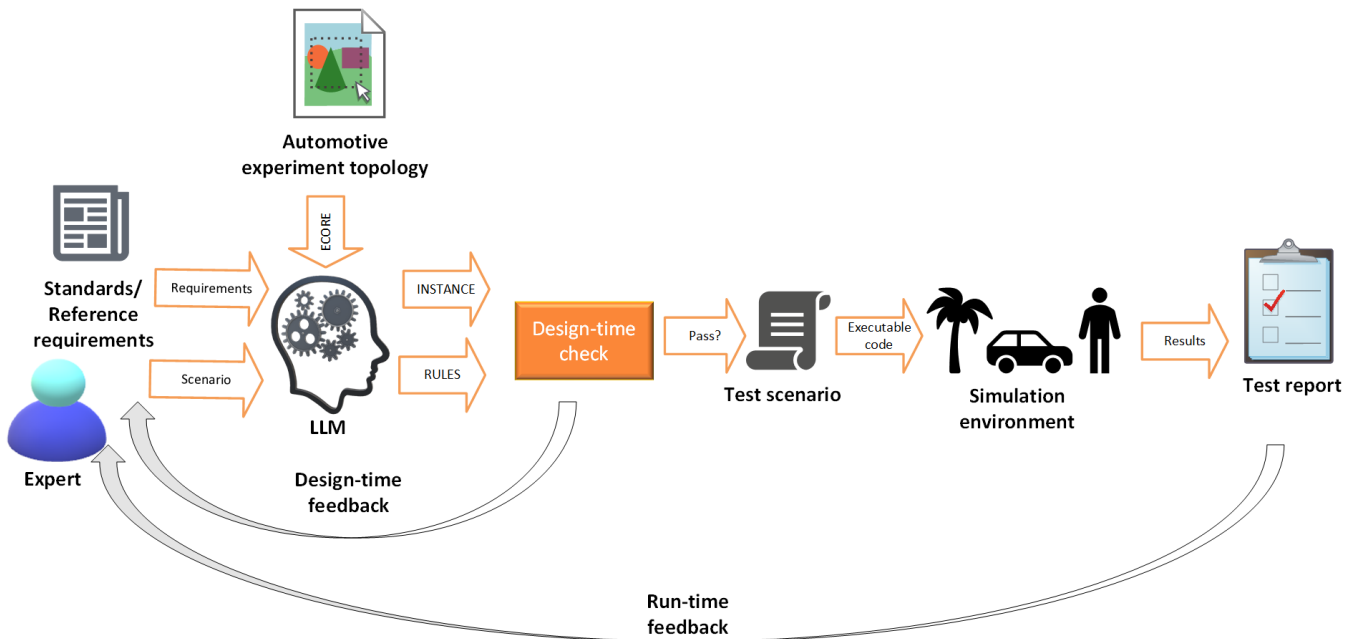 Automotive
experiment topology
ECORE
Standards/
Reference
requirements
Requirements
Scenario
Expert
LLM
INSTANCE
RULES
Design-time
check
Pass?
Test scenario
Executable
code
Simulation
environment
Results
Test report
Design-time
feedback
Run-time
feedback